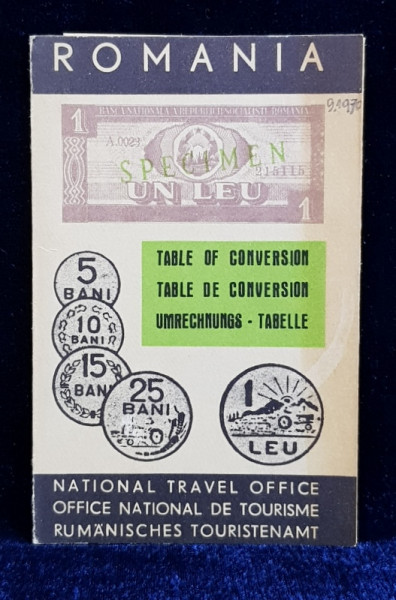 ROMANIA
BANCA NATIONALA A REPUBLICII SOCIALISTE ROMANIA
1
A.0029
SPECIMEN
215115
UN LEU
1
5
BANI
10
BANI
15
BANI
25
BANI
1
LEU
TABLE OF CONVERSION
TABLE DE CONVERSION
UMRECHNUNGS - TABELLE
NATIONAL TRAVEL OFFICE
OFFICE NATIONAL DE TOURISME
RUMÄNISCHES TOURISTENAMT